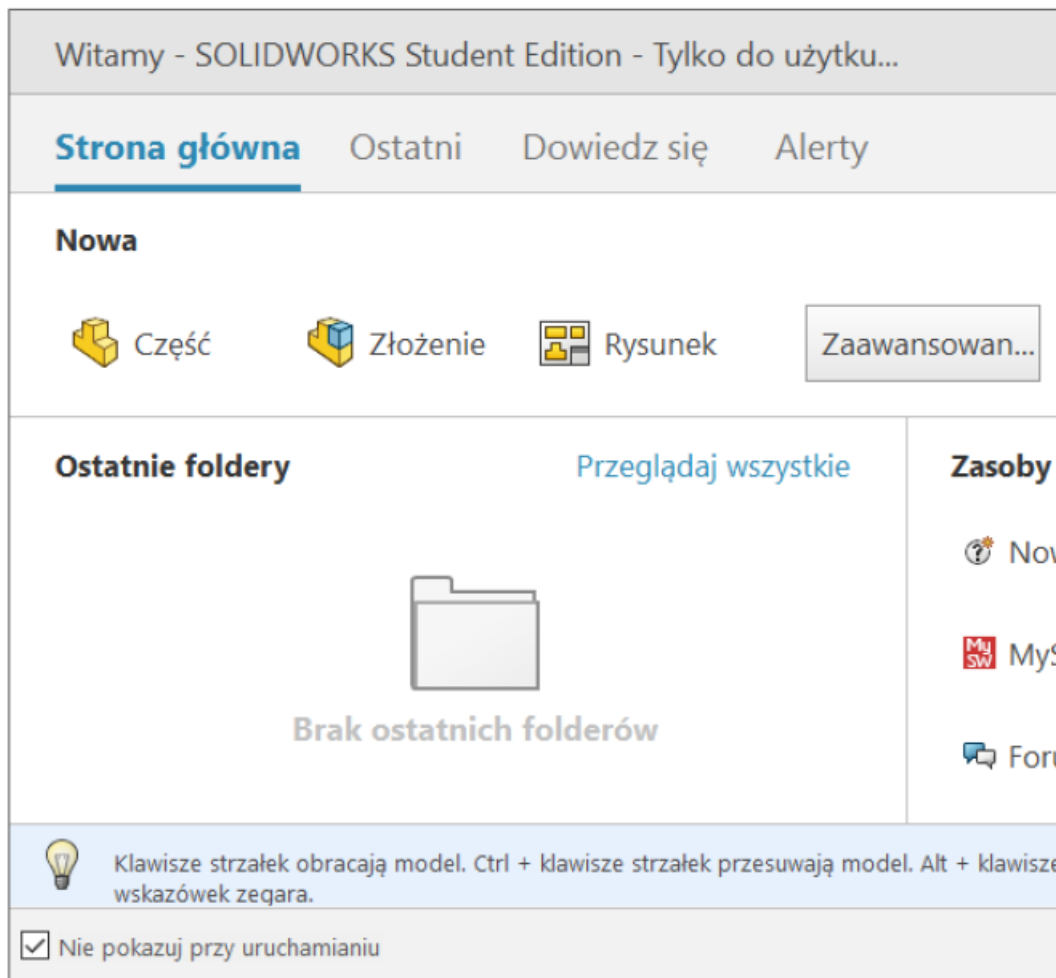 Witamy - SOLIDWORKS Student Edition - Tylko do użytku...
Strona główna Ostatni Dowiedz się Alerty
Nowa
Część Złożenie Rysunek Zaawansowan...
Ostatnie foldery Przeglądaj wszystkie Zasoby
My SW
Brak ostatnich folderów
Klawisze strzałek obracają model. Ctrl + klawisze strzałek przesuwają model. Alt + klawisze
wskazówek zegara.
Nie pokazuj przy uruchamianiu